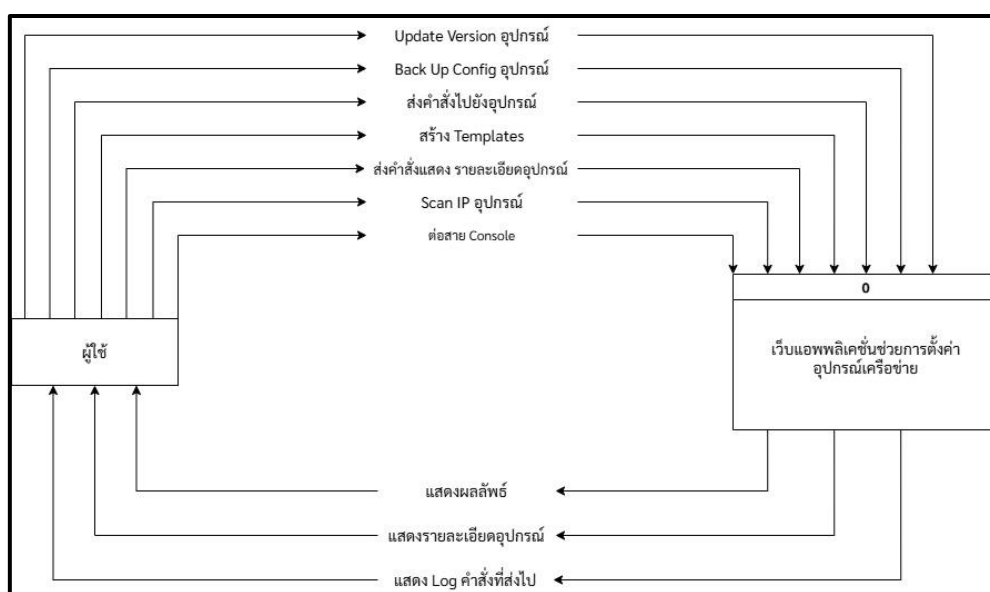 Update Version อุปกรณ์
Back Up Config อุปกรณ์
ส่งคำสั่งไปยังอุปกรณ์
สร้าง Templates
ส่งคำสั่งแสดง รายละเอียดอุปกรณ์
Scan IP อุปกรณ์
ต่อสาย Console
0
ผู้ใช้
เว็บแอพพลิเคชั่นช่วยการตั้งค่า
อุปกรณ์เครือข่าย
แสดงผลลัพธ์
แสดงรายละเอียดอุปกรณ์
แสดง Log คำสั่งที่ส่งไป